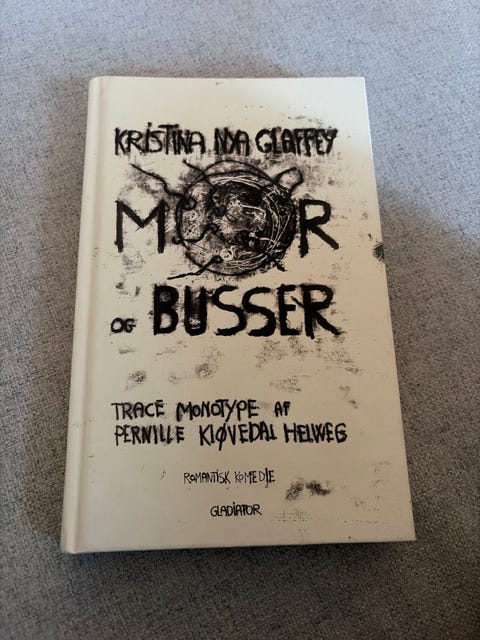 KRISTINA NYA GLAFFEY
MOR
OG BUSSER
TRACE MONOTYPE AF
PERNILLE KLØVEDAL HELWEG
ROMANTISK KOMEDIE
GLADIATOR